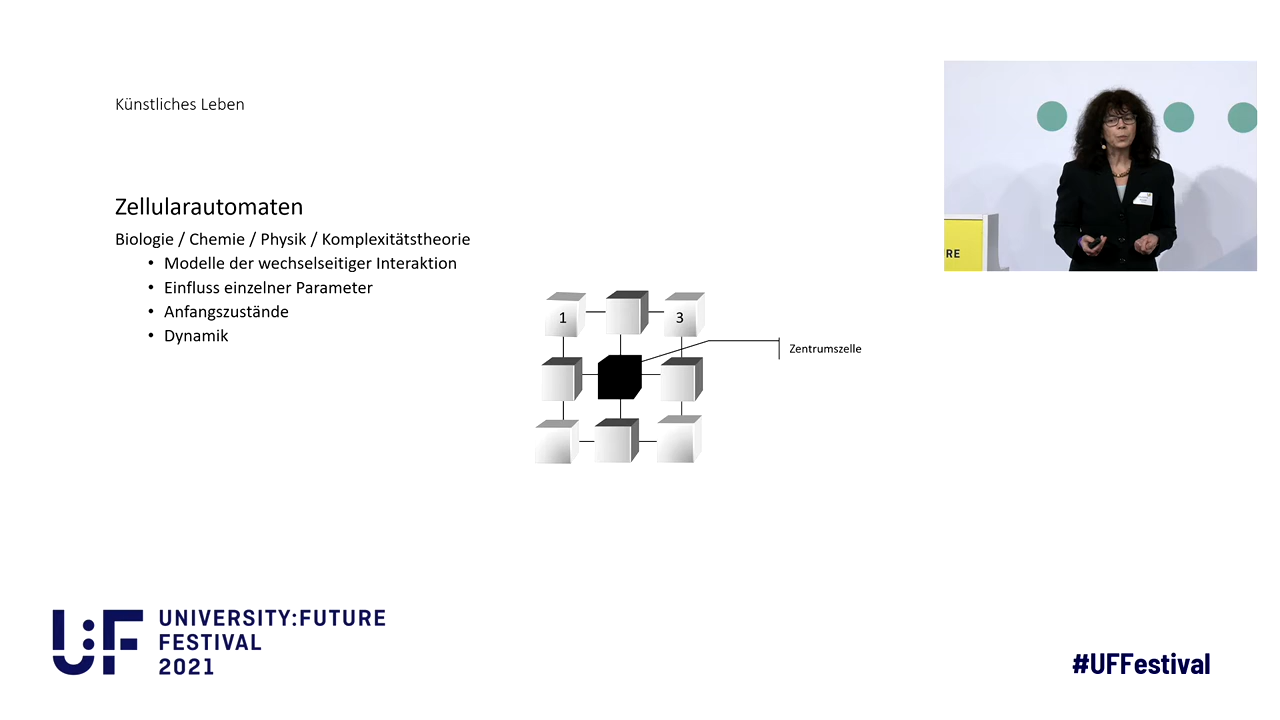 Künstliches Leben
Zellularautomaten
Biologie / Chemie / Physik / Komplexitätstheorie
• Modelle der wechselseitiger Interaktion
• Einfluss einzelner Parameter
• Anfangszustände
• Dynamik
1
3
Zentrumszelle
RE
U:F
UNIVERSITY:FUTURE
FESTIVAL
2021
#UFFestival